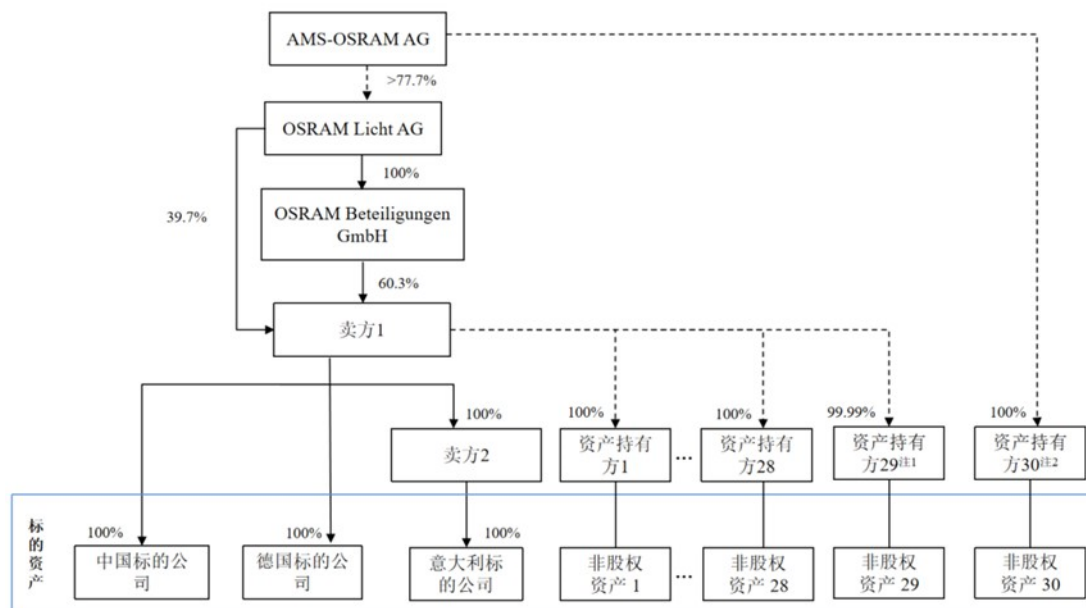 AMS-OSRAM AG
>77.7%
OSRAM Licht AG
100%
39.7%
OSRAM Beteiligungen
GmbH
60.3%
卖方1
100%
100%
100%
99.99%
100%
卖方2
资产持有
方1
...
资产持有
方28
资产持有
方29注1
资产持有
方30注2
标的资产
100%
100%
100%
中国标的公
司
德国标的公
司
意大利标
的公司
非股权
资产 1
...
非股权
资产 28
非股权
资产 29
非股权
资产 30